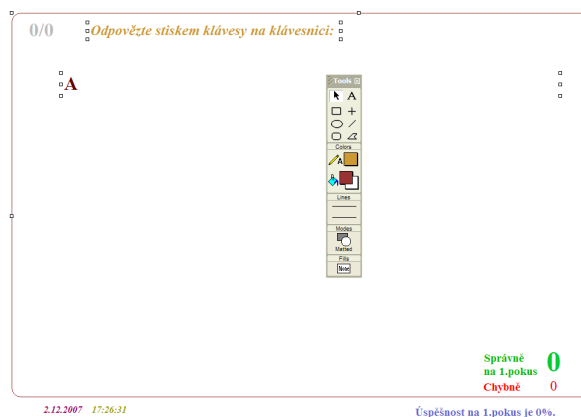 0/0 Odpovězte stiskem klávesy na klávesnici:
A
Tools
A
Colors
A
Lines
Modes
Matted
Fills
None
Správně
na 1.pokus 0
Chybně 0
2.12.2007 17:26:31
Úspěšnost na 1.pokus je 0%.